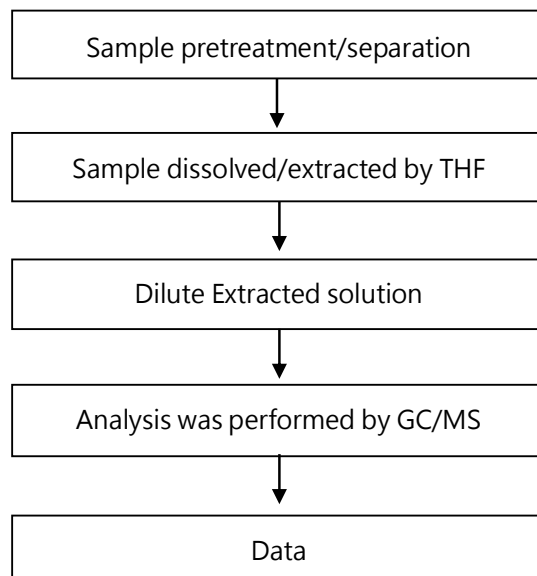 Sample pretreatment/separation
Sample dissolved/extracted by THF
Dilute Extracted solution
Analysis was performed by GC/MS
Data